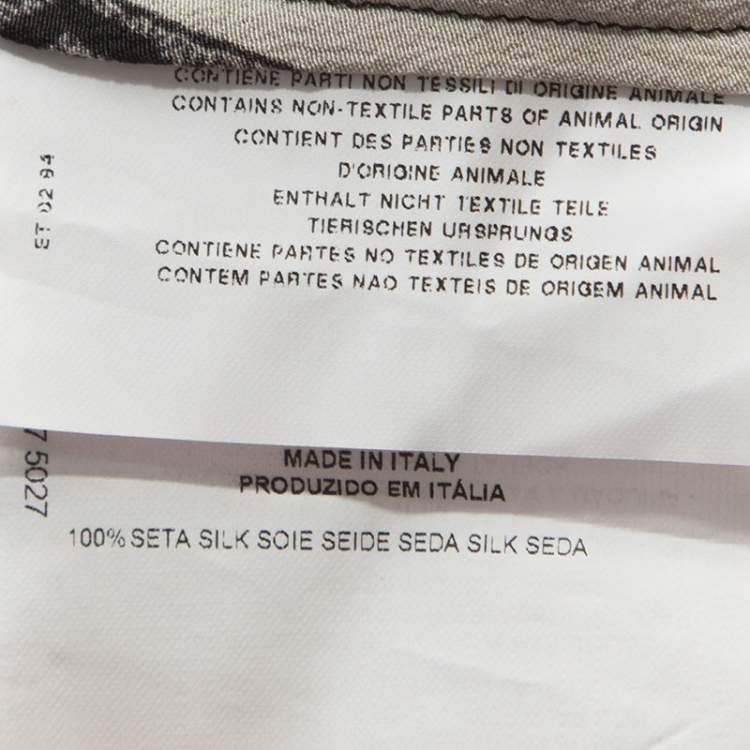 CONTIENE PARTI NON TESSILI DI ORIGINE ANIMALE
CONTAINS NON-TEXTILE PARTS OF ANIMAL ORIGIN
CONTIENT DES PARTIES NON TEXTILES
D'ORIGINE ANIMALE
ENTHALT NICHT TEXTILE TEILE
TIERISCHEN URSPRUNGS
CONTIENE PARTES NO TEXTILES DE ORIGEN ANIMAL
CONTEM PARTES NAO TEXTEIS DE ORIGEM ANIMAL
ET 02 94
7 5027
MADE IN ITALY
PRODUZIDO EM ITÁLIA
100% SETA SILK SOIE SEIDE SEDA SILK SEDA